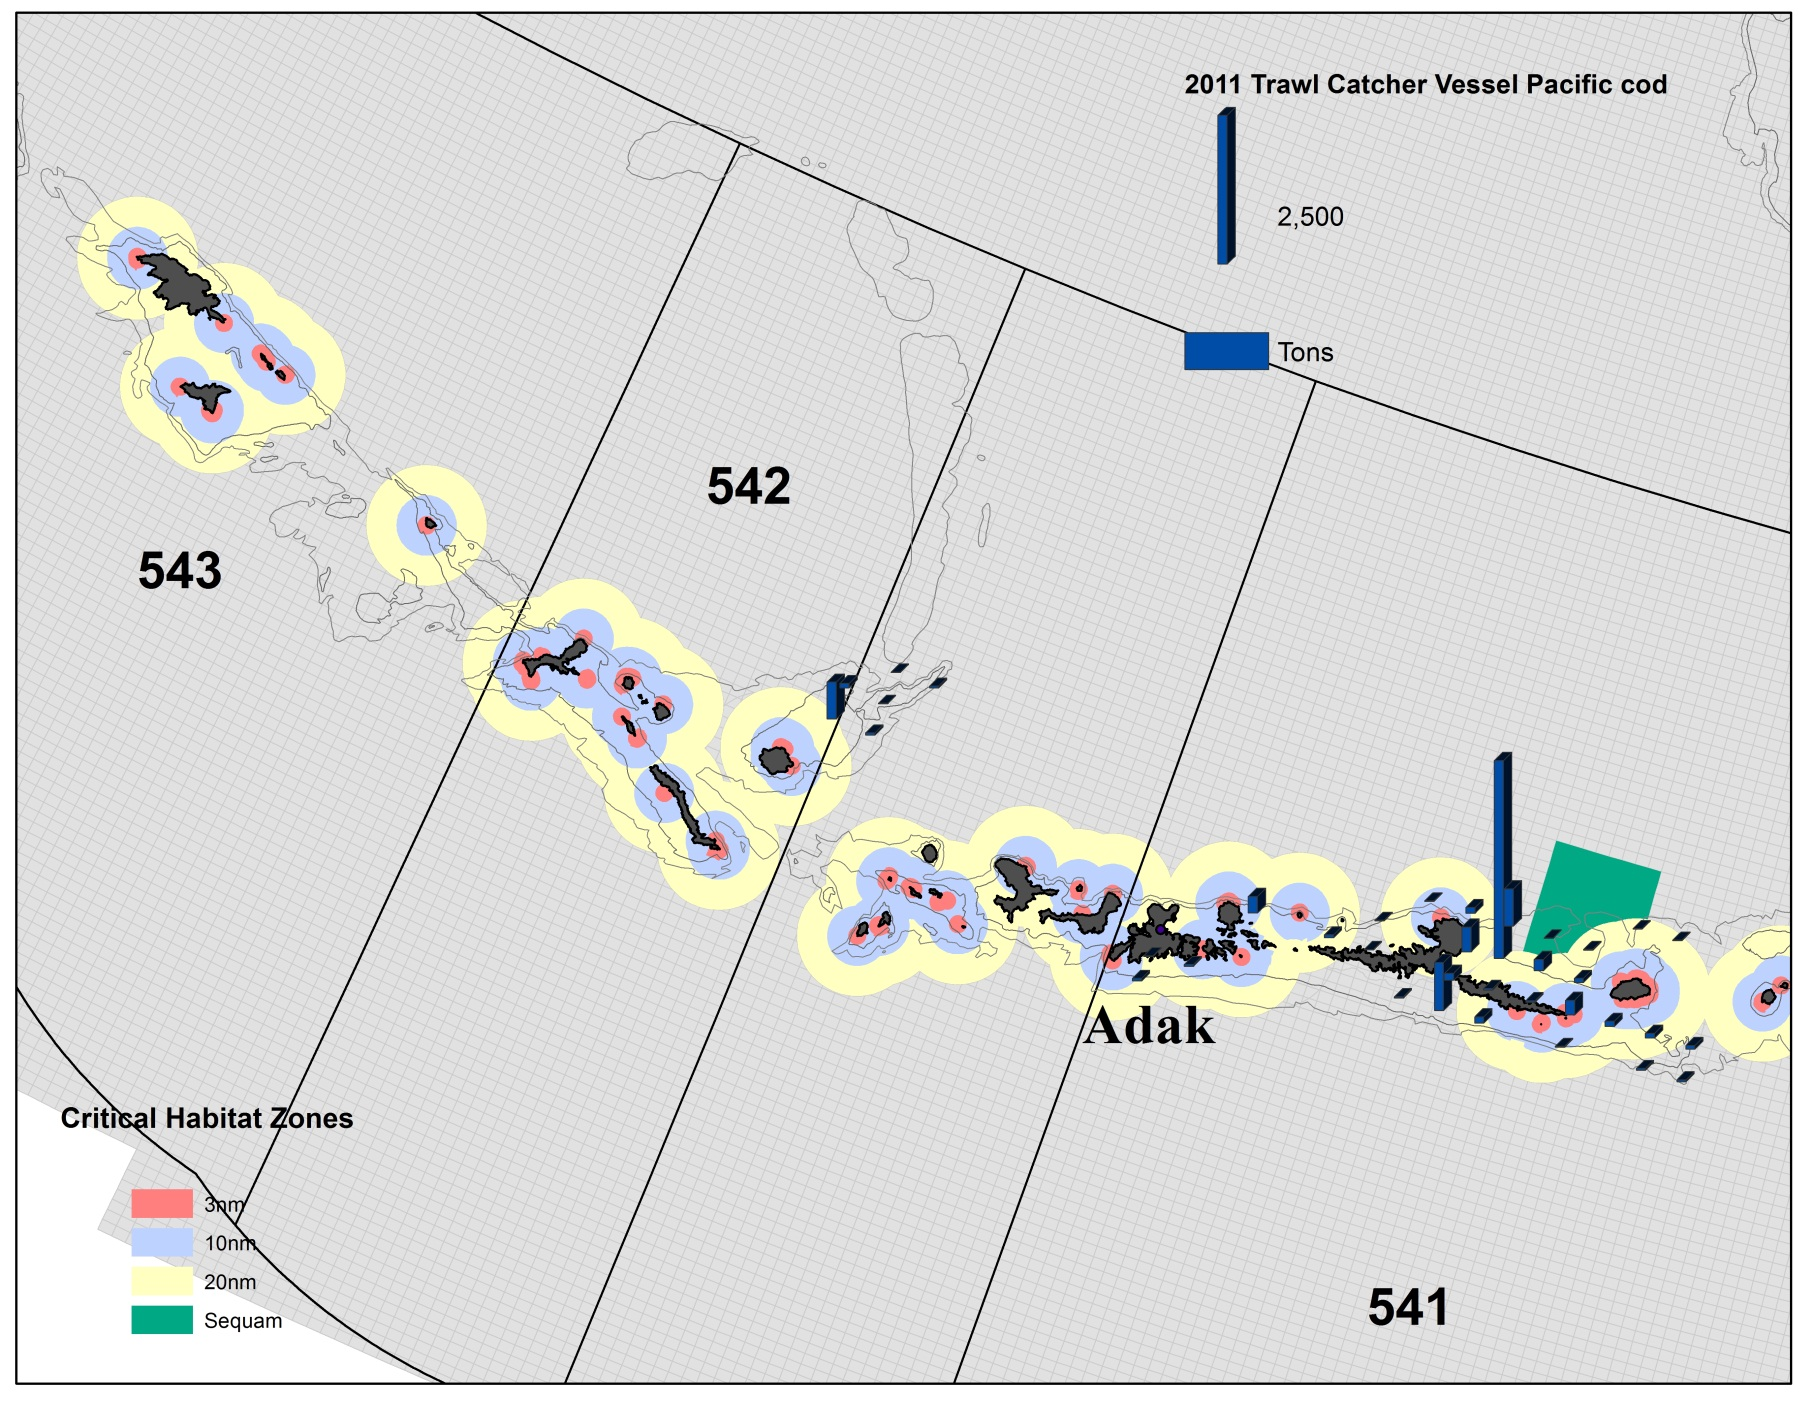 2011 Trawl Catcher Vessel Pacific cod
2,500
Tons
542
543
Adak
Critical Habitat Zones
3nm
10nm
20nm
Sequam
541